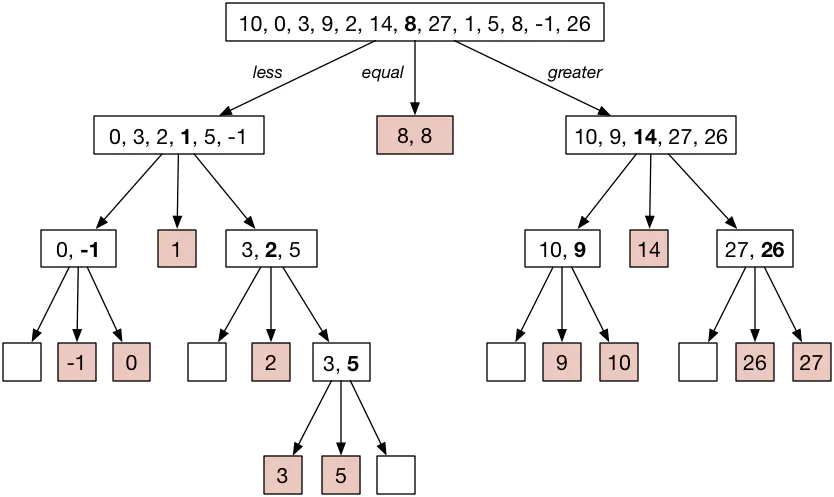 10, 0, 3, 9, 2, 14, 8, 27, 1, 5, 8, -1, 26
less
equal
greater
0, 3, 2, 1, 5, -1
8, 8
10, 9, 14, 27, 26
0, -1
1
3, 2, 5
10, 9
14
27, 26
-1
0
2
3, 5
9
10
26
27
3
5